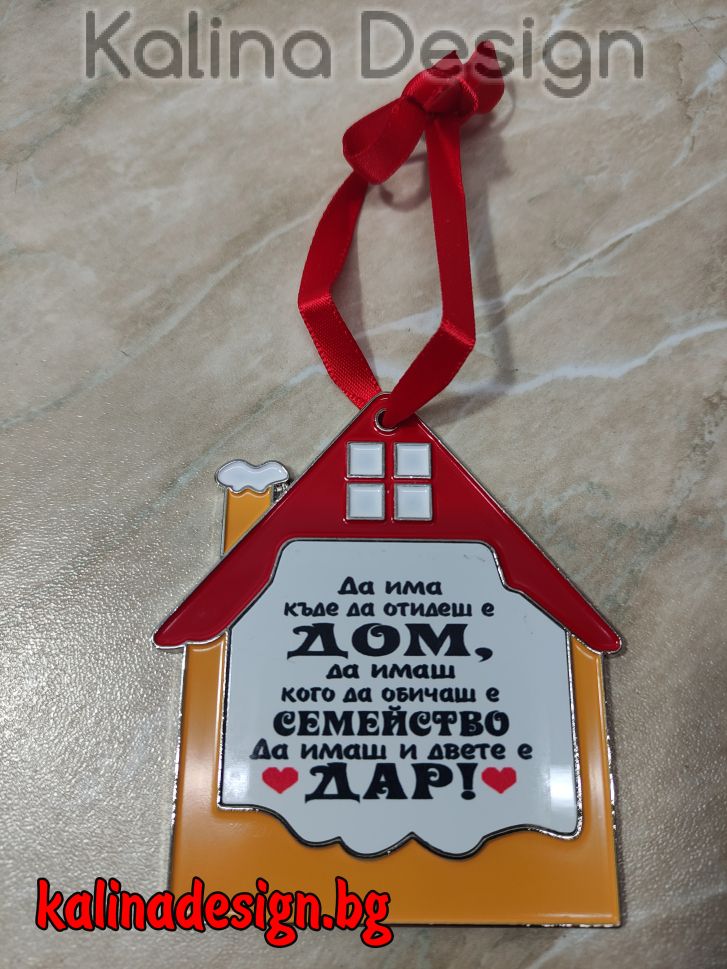 Kalina Design
Да има
къде да отидеш е
ДОМ,
да имаш
кого да обичаш е
СЕМЕЙСТВО
Да имаш и двете е
ДАР!
kalinadesign.bg